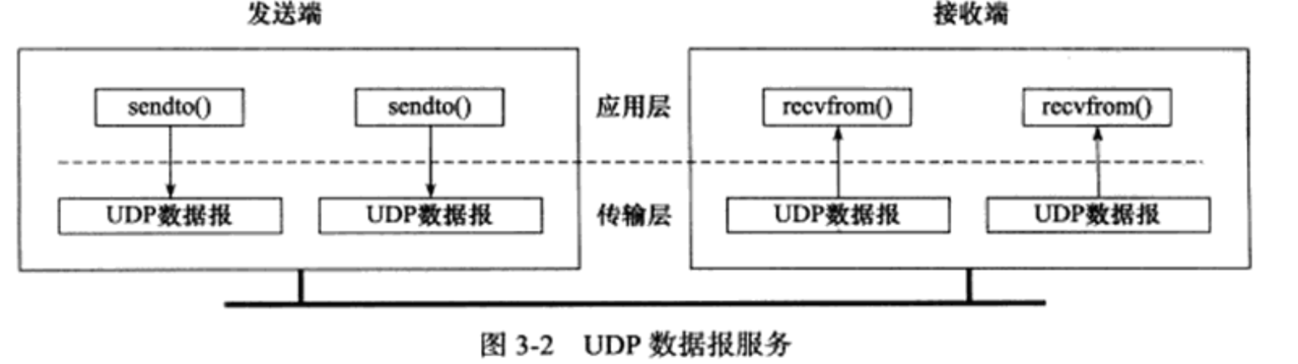 发送端 接收端
sendto() sendto() 应用层 recvfrom() recvfrom()
UDP数据报 UDP数据报 传输层 UDP数据报 UDP数据报
图 3-2 UDP 数据报服务